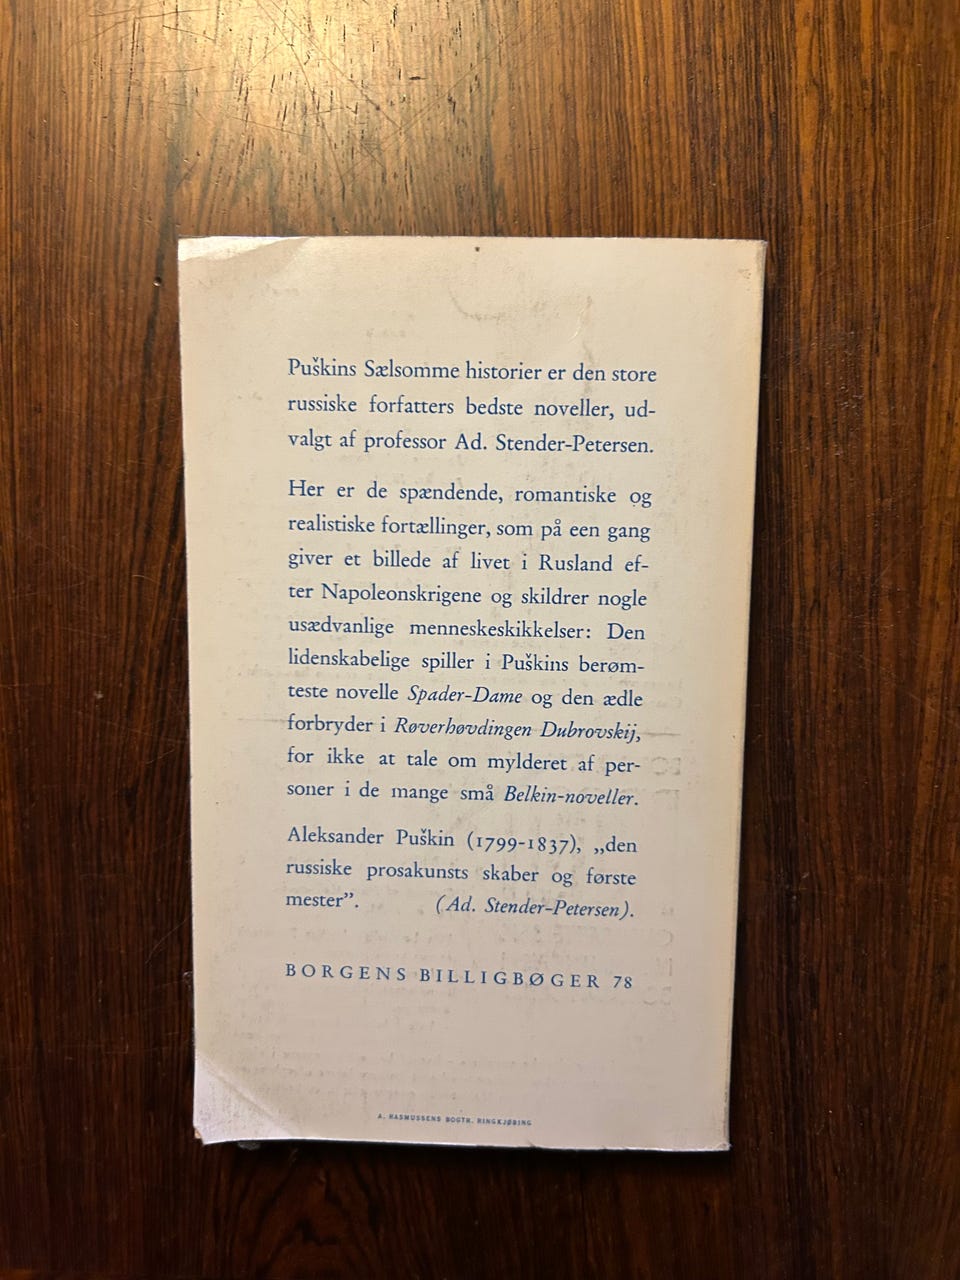 Puškins Sælsomme historier er den store
russiske forfatters bedste noveller, ud-
valgt af professor Ad. Stender-Petersen.
Her er de spændende, romantiske og
realistiske fortællinger, som på een gang
giver et billede af livet i Rusland ef-
ter Napoleonskrigene og skildrer nogle
usædvanlige menneskeskikkelser: Den
lidenskabelige spiller i Puškins berøm-
teste novelle Spader-Dame og den ædle
forbryder i Røverhøvdingen Dubrovskij,
for ikke at tale om mylderet af per-
soner i de mange små Belkin-noveller.
Aleksander Puškin (1799-1837), „den
russiske prosakunsts skaber og første
mester”. (Ad. Stender-Petersen).
BORGENS BILLIGBØGER 78
A. RASMUSSENS BOGTR. RINGKJØBING